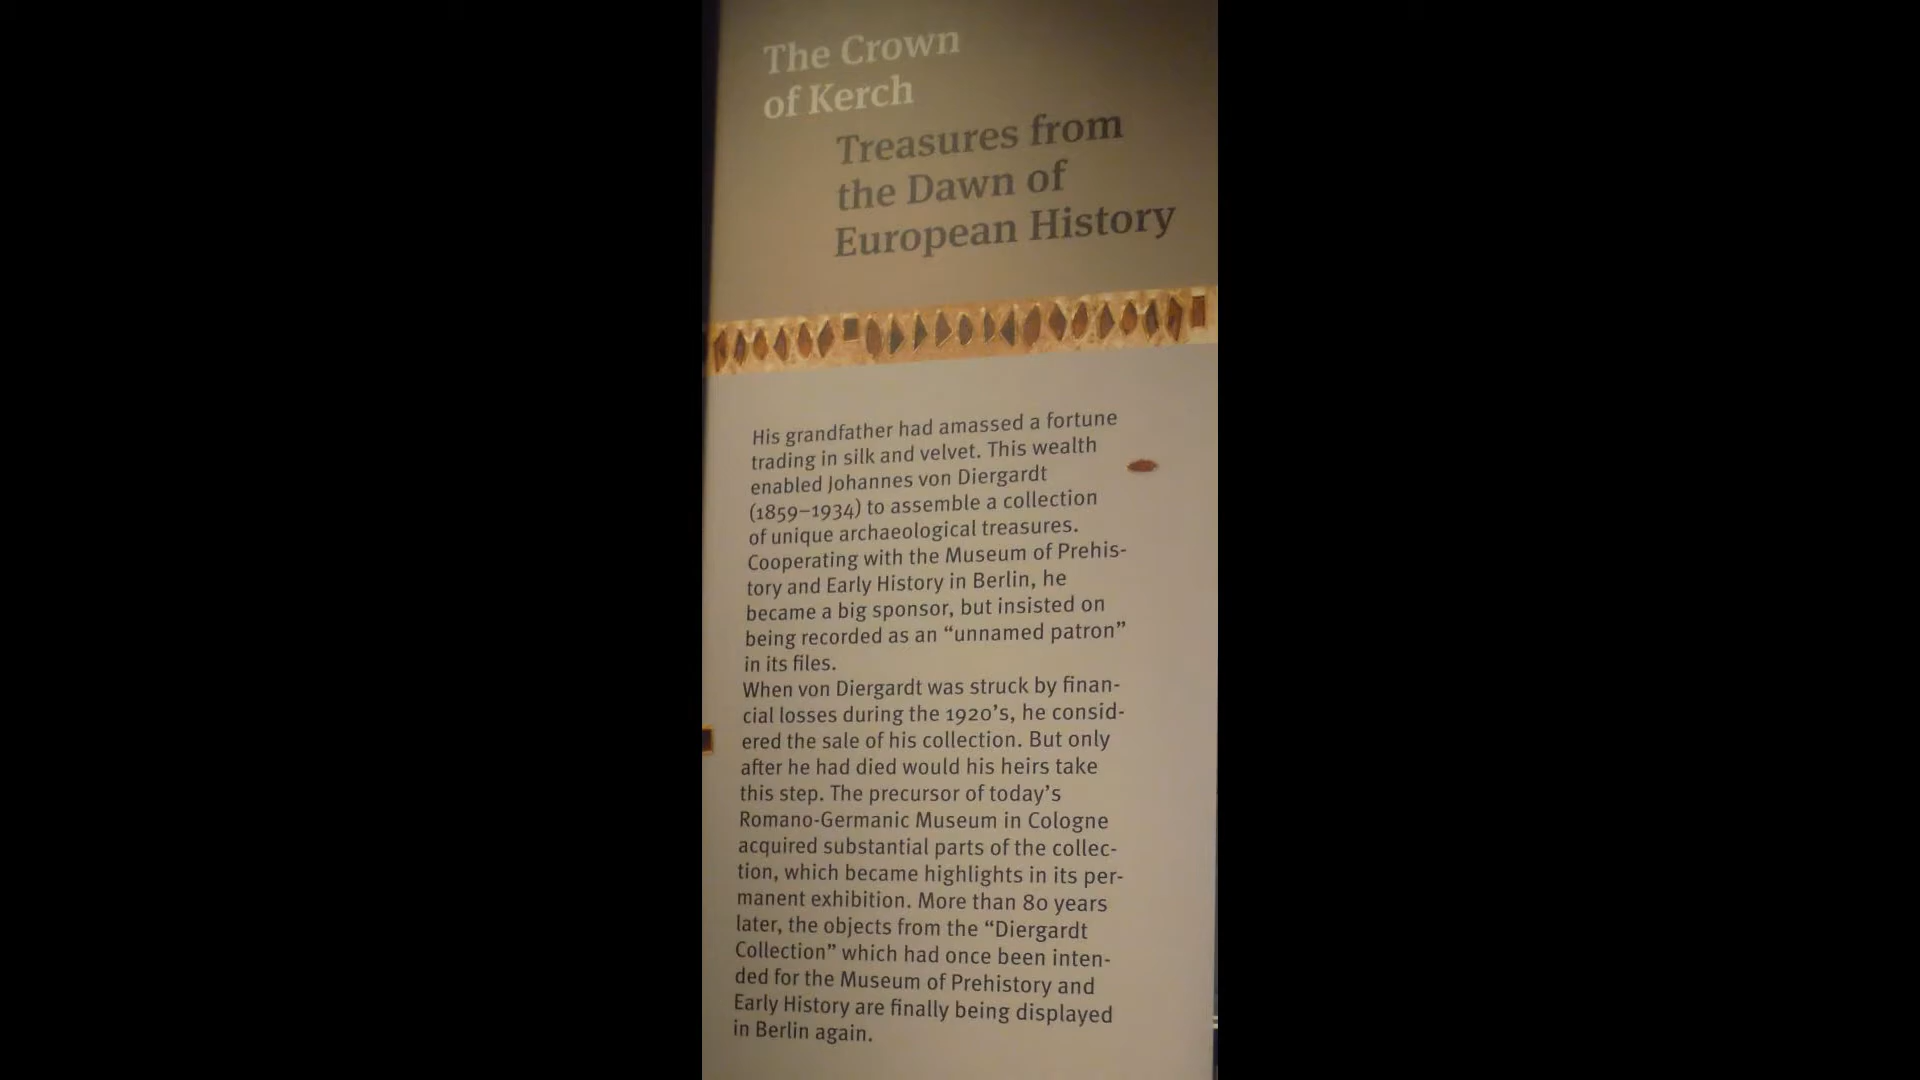 The Crown
of Kerch
Treasures from
the Dawn of
European History
His grandfather had amassed a fortune
trading in silk and velvet. This wealth
enabled Johannes von Diergardt
(1859–1934) to assemble a collection
of unique archaeological treasures.
Cooperating with the Museum of Prehis-
tory and Early History in Berlin, he
became a big sponsor, but insisted on
being recorded as an “unnamed patron”
in its files.
When von Diergardt was struck by finan-
cial losses during the 1920’s, he consid-
ered the sale of his collection. But only
after he had died would his heirs take
this step. The precursor of today’s
Romano-Germanic Museum in Cologne
acquired substantial parts of the collec-
tion, which became highlights in its per-
manent exhibition. More than 80 years
later, the objects from the “Diergardt
Collection” which had once been inten-
ded for the Museum of Prehistory and
Early History are finally being displayed
in Berlin again.